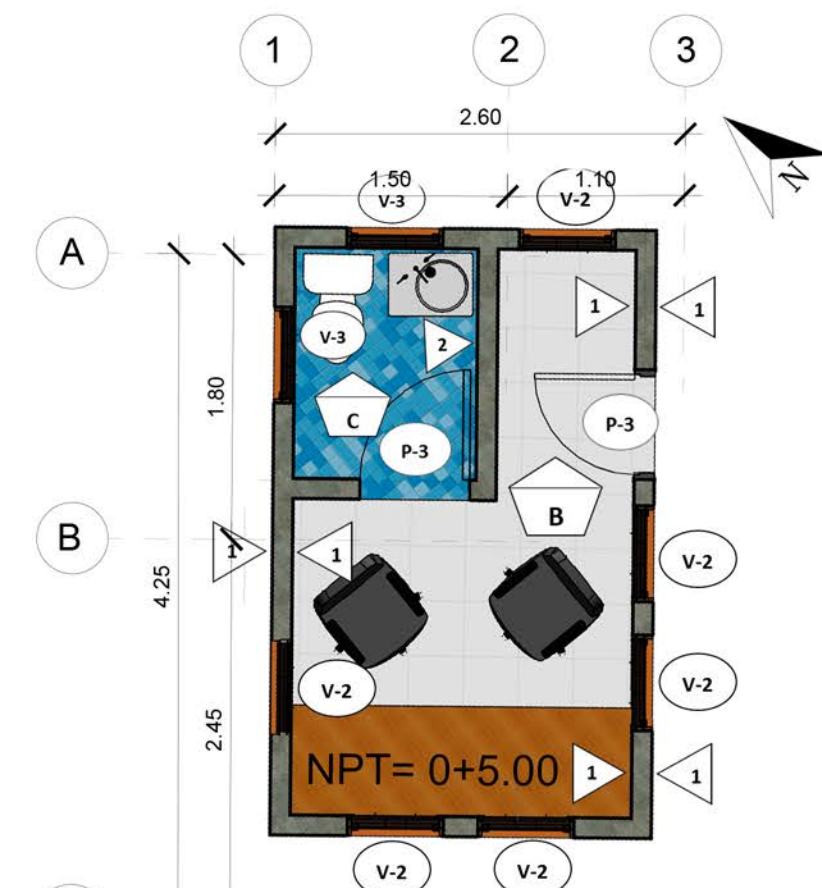 1 2 3
2.60
1.50 1.10
V-3 V-2
N
A
1 1
V-3 2
1.80
C P-3 P-3
B
B
1 1
V-2
4.25
V-2 V-2
2.45
NPT= 0+5.00 1 1
V-2 V-2